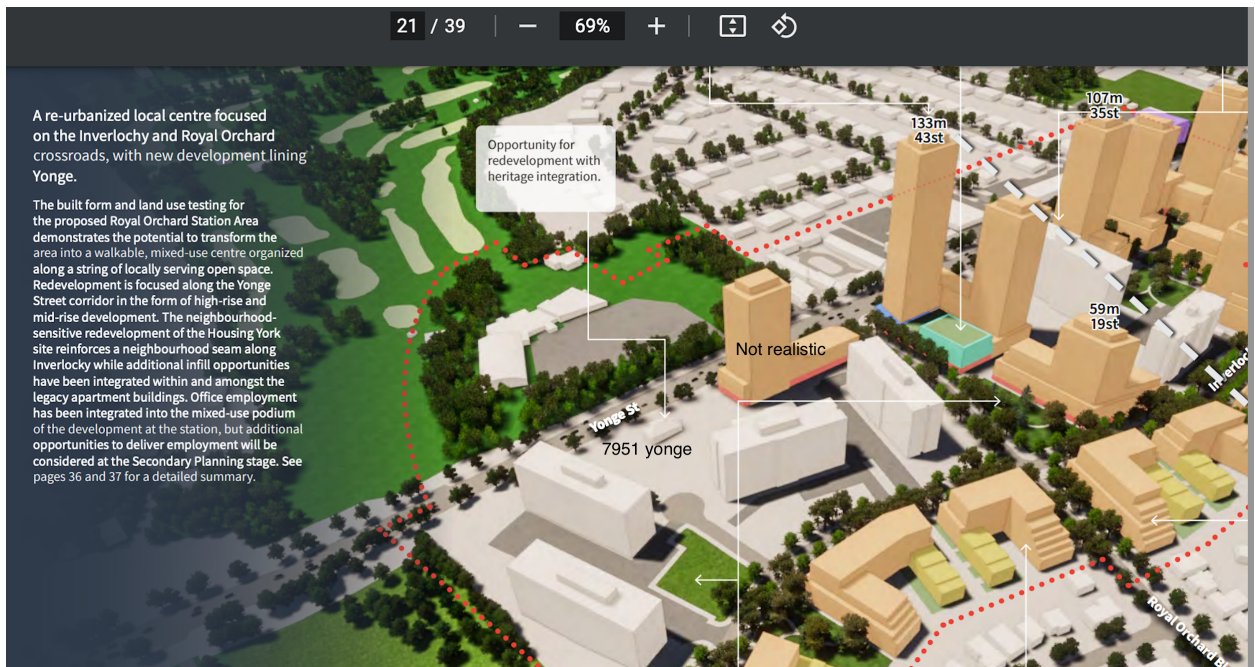 21 / 39
69%
A re-urbanized local centre focused
on the Inverlochy and Royal Orchard
crossroads, with new development lining
Yonge.
The built form and land use testing for
the proposed Royal Orchard Station Area
demonstrates the potential to transform the
area into a walkable, mixed-use centre organized
along a string of locally serving open space.
Redevelopment is focused along the Yonge
Street corridor in the form of high-rise and
mid-rise development. The neighbourhood-
sensitive redevelopment of the Housing York
site reinforces a neighbourhood seam along
Inverlocky while additional infill opportunities
have been integrated within and amongst the
legacy apartment buildings. Office employment
has been integrated into the mixed-use podium
of the development at the station, but additional
opportunities to deliver employment will be
considered at the Secondary Planning stage. See
pages 36 and 37 for a detailed summary.
Opportunity for
redevelopment with
heritage integration.
133m
43st
107m
35st
59m
19st
Not realistic
Yonge St
7951 yonge
Royal Orchard